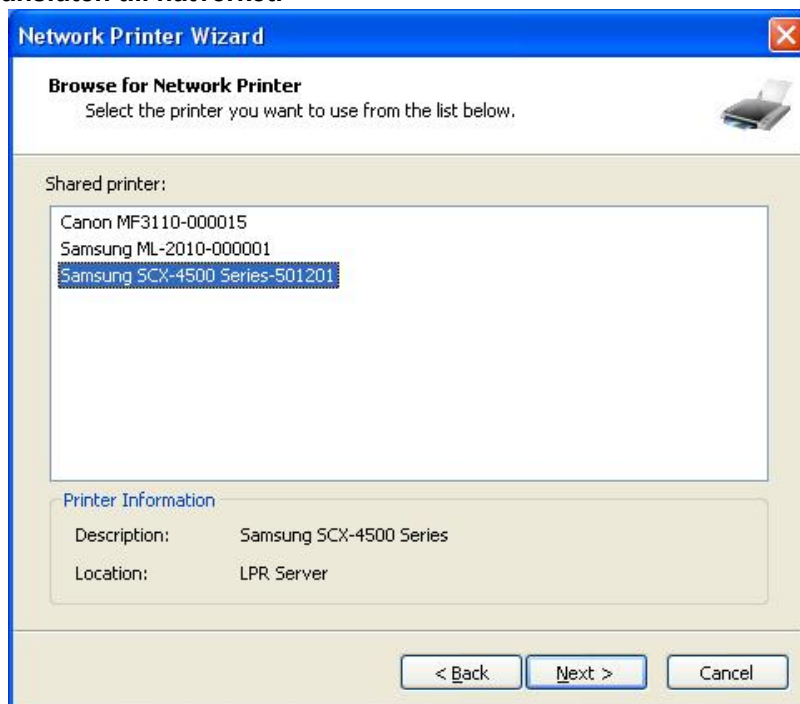 Network Printer Wizard
Browse for Network Printer
Select the printer you want to use from the list below.
Shared printer:
Canon MF3110-000015
Samsung ML-2010-000001
Samsung SCX-4500 Series-501201
Printer Information
Description: Samsung SCX-4500 Series
Location: LPR Server
< Back Next > Cancel